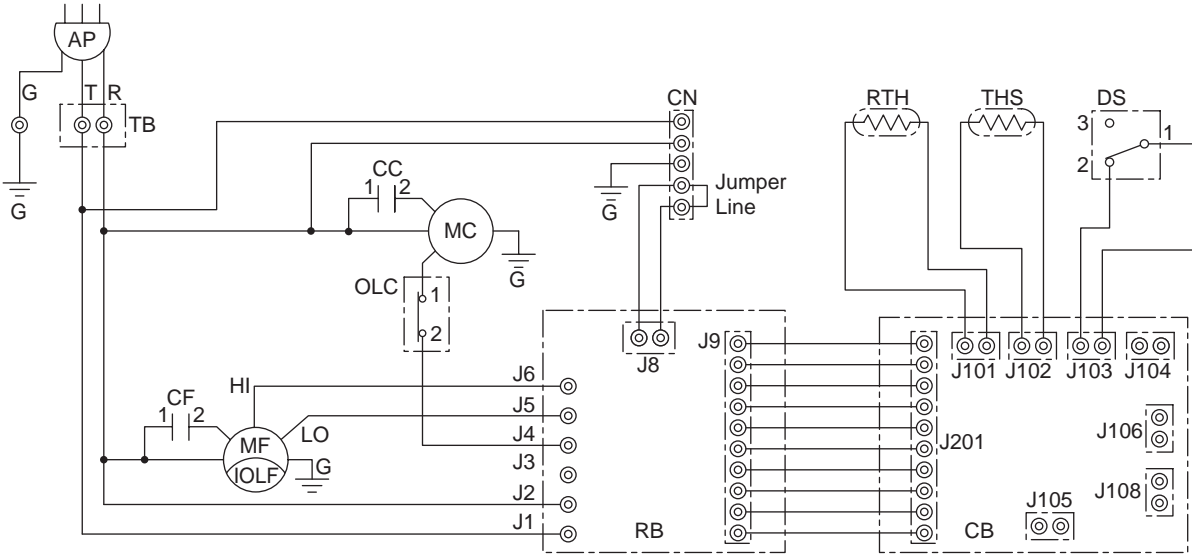 AP
G
T R
TB
G
CN
RTH
THS
DS
3
1
2
CC
1 2
G
Jumper
Line
MC
G
OLC
1
2
J8
J9
J101
J102
J103
J104
HI
J6
CF
1 2
LO
J5
MF
IOLF
G
J4
J3
J2
J1
RB
J201
J106
J108
J105
CB